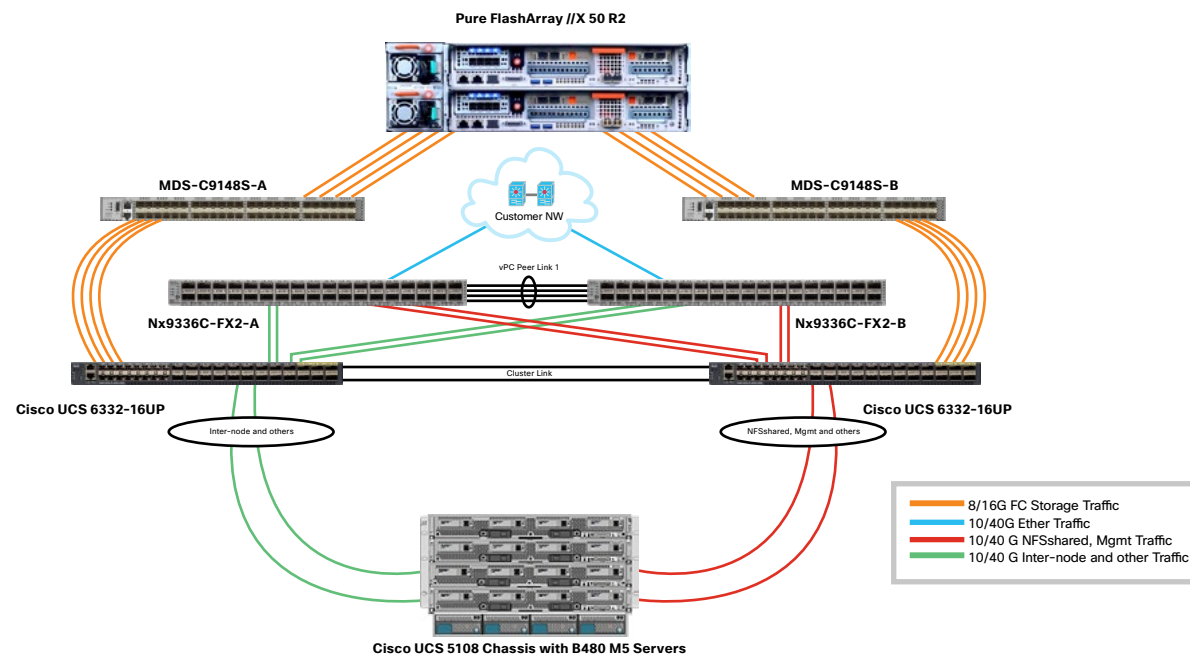 Pure FlashArray //X 50 R2
MDS-C9148S-A
MDS-C9148S-B
Customer NW
vPC Peer Link 1
Nx9336C-FX2-A
Nx9336C-FX2-B
Cluster Link
Cisco UCS 6332-16UP
Cisco UCS 6332-16UP
Inter-node and others
NFSshared, Mgmt and others
8/16G FC Storage Traffic
10/40G Ether Traffic
10/40 G NFSshared, Mgmt Traffic
10/40 G Inter-node and other Traffic
Cisco UCS 5108 Chassis with B480 M5 Servers